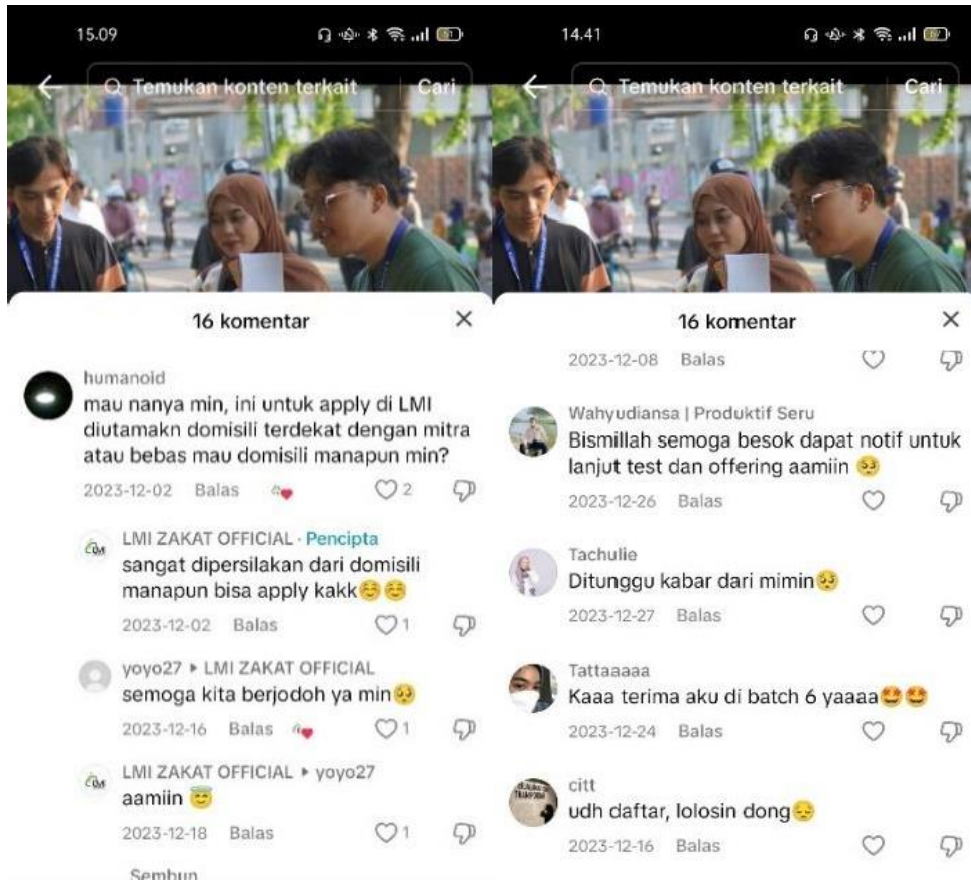 15.09
Temukan konten terkait
Cari
16 komentar
humanoid
mau nanya min, ini untuk apply di LMI
diutamakn domisili terdekat dengan mitra
atau bebas mau domisili manapun min?
2023-12-02 Balas 2
LMI ZAKAT OFFICIAL · Pencipta
sangat dipersilakan dari domisili
manapun bisa apply kakk☺️☺️
2023-12-02 Balas 1
yoyo27 ▸ LMI ZAKAT OFFICIAL
semoga kita berjodoh ya min🥺
2023-12-16 Balas 1
LMI ZAKAT OFFICIAL ▸ yoyo27
aamiin 😇
2023-12-18 Balas 1
Sembun
14.41
Temukan konten terkait
Cari
16 komentar
2023-12-08 Balas
Wahyudiansa | Produktif Seru
Bismillah semoga besok dapat notif untuk
lanjut test dan offering aamiin 🥺
2023-12-26 Balas
Tachulie
Ditunggu kabar dari mimin🥺
2023-12-27 Balas
Tattaaaaa
Kaaa terima aku di batch 6 yaaaa🤩🤩
2023-12-24 Balas
citt
udh daftar, lolosin dong😔
2023-12-16 Balas